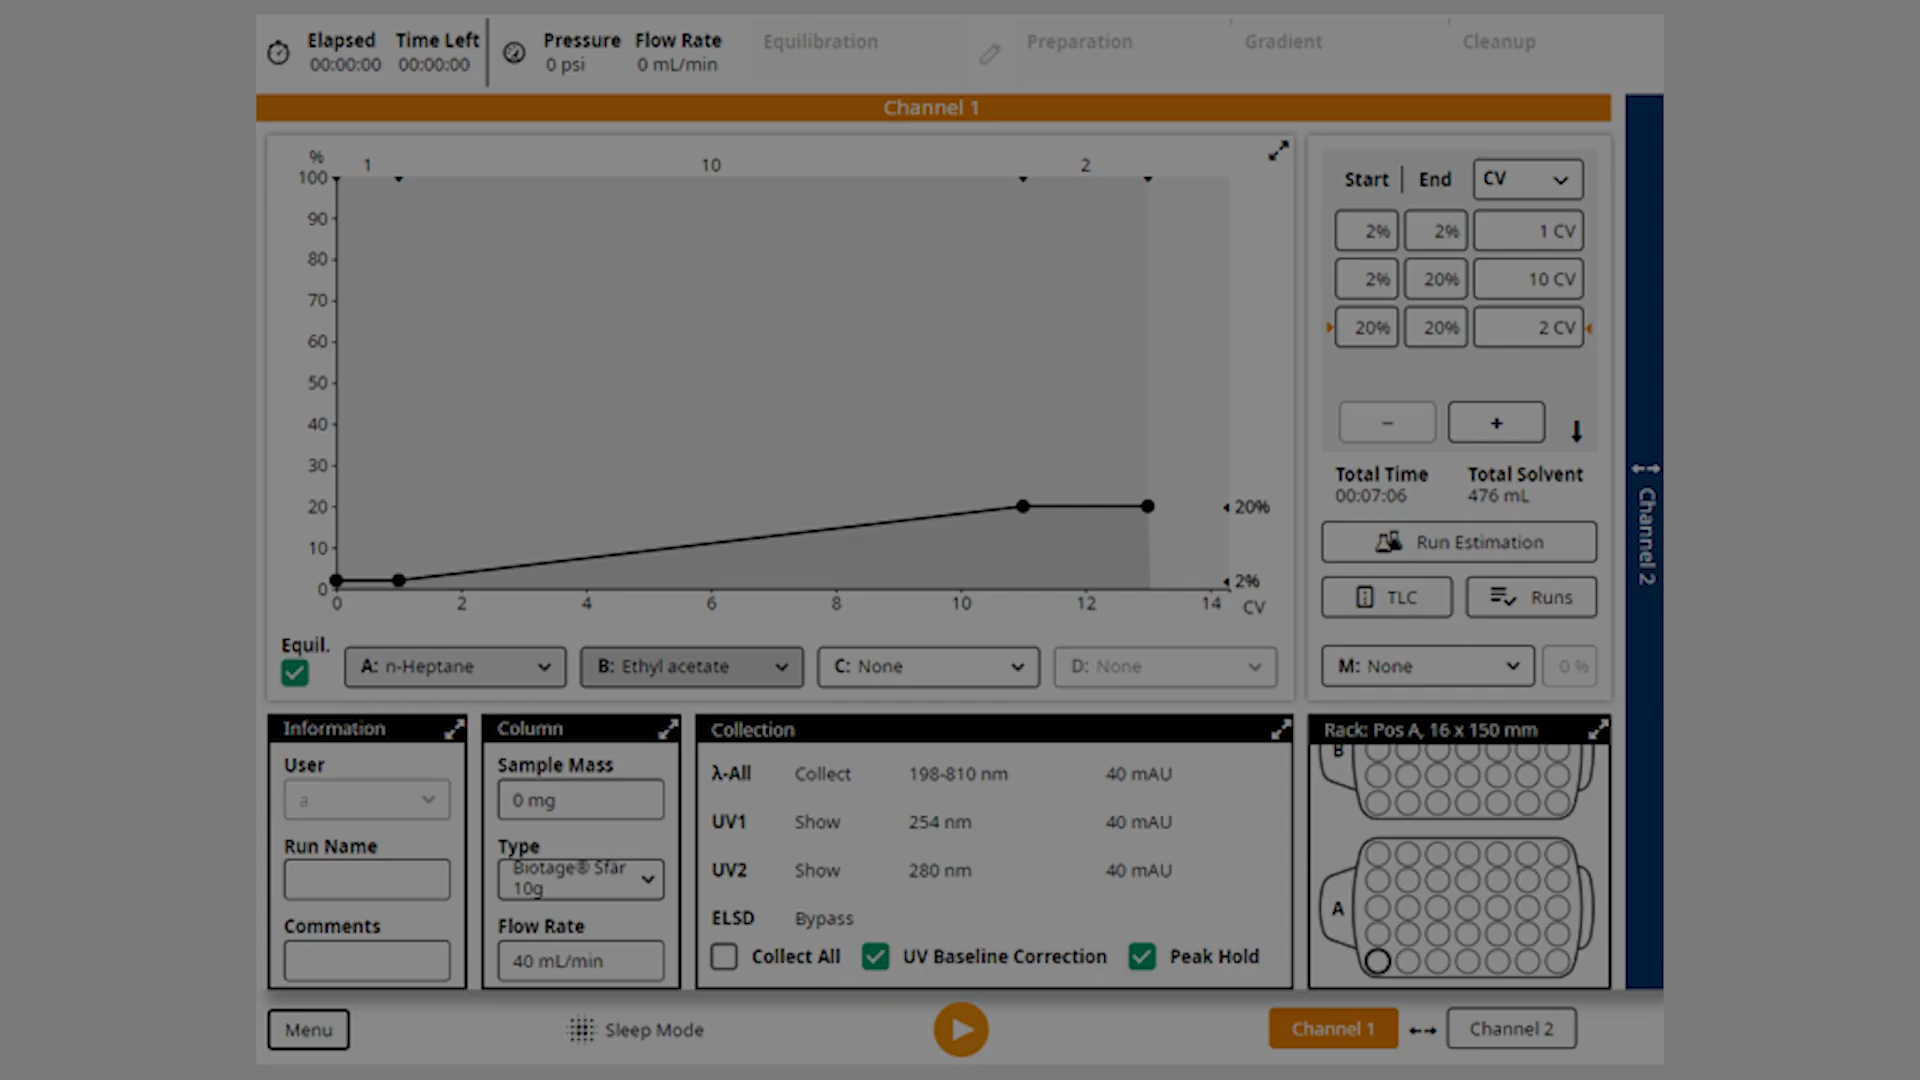 Elapsed Time Left Pressure Flow Rate Equilibration Preparation Gradient Cleanup
00:00:00 00:00:00 0 psi 0 mL/min
Channel 1
% 1 10 2
100
90
80
70
60
50
40
30
20
10
0
20%
2%
0 2 4 6 8 10 12 14 CV
Equil.
A: n-Heptane B: Ethyl acetate C: None D: None
Start | End CV
2% 2% 1 CV
2% 20% 10 CV
20% 20% 2 CV
− +
Total Time Total Solvent
00:07:06 476 mL
Run Estimation
TLC Runs
M: None 0 %
Channel 2
Information
User
a
Run Name
Comments
Column
Sample Mass
0 mg
Type
Biotage® Sfär
10g
Flow Rate
40 mL/min
Collection
λ-All Collect 198-810 nm 40 mAU
UV1 Show 254 nm 40 mAU
UV2 Show 280 nm 40 mAU
ELSD Bypass
Collect All UV Baseline Correction Peak Hold
Rack: Pos A, 16 x 150 mm
B
A
Menu Sleep Mode Channel 1 Channel 2